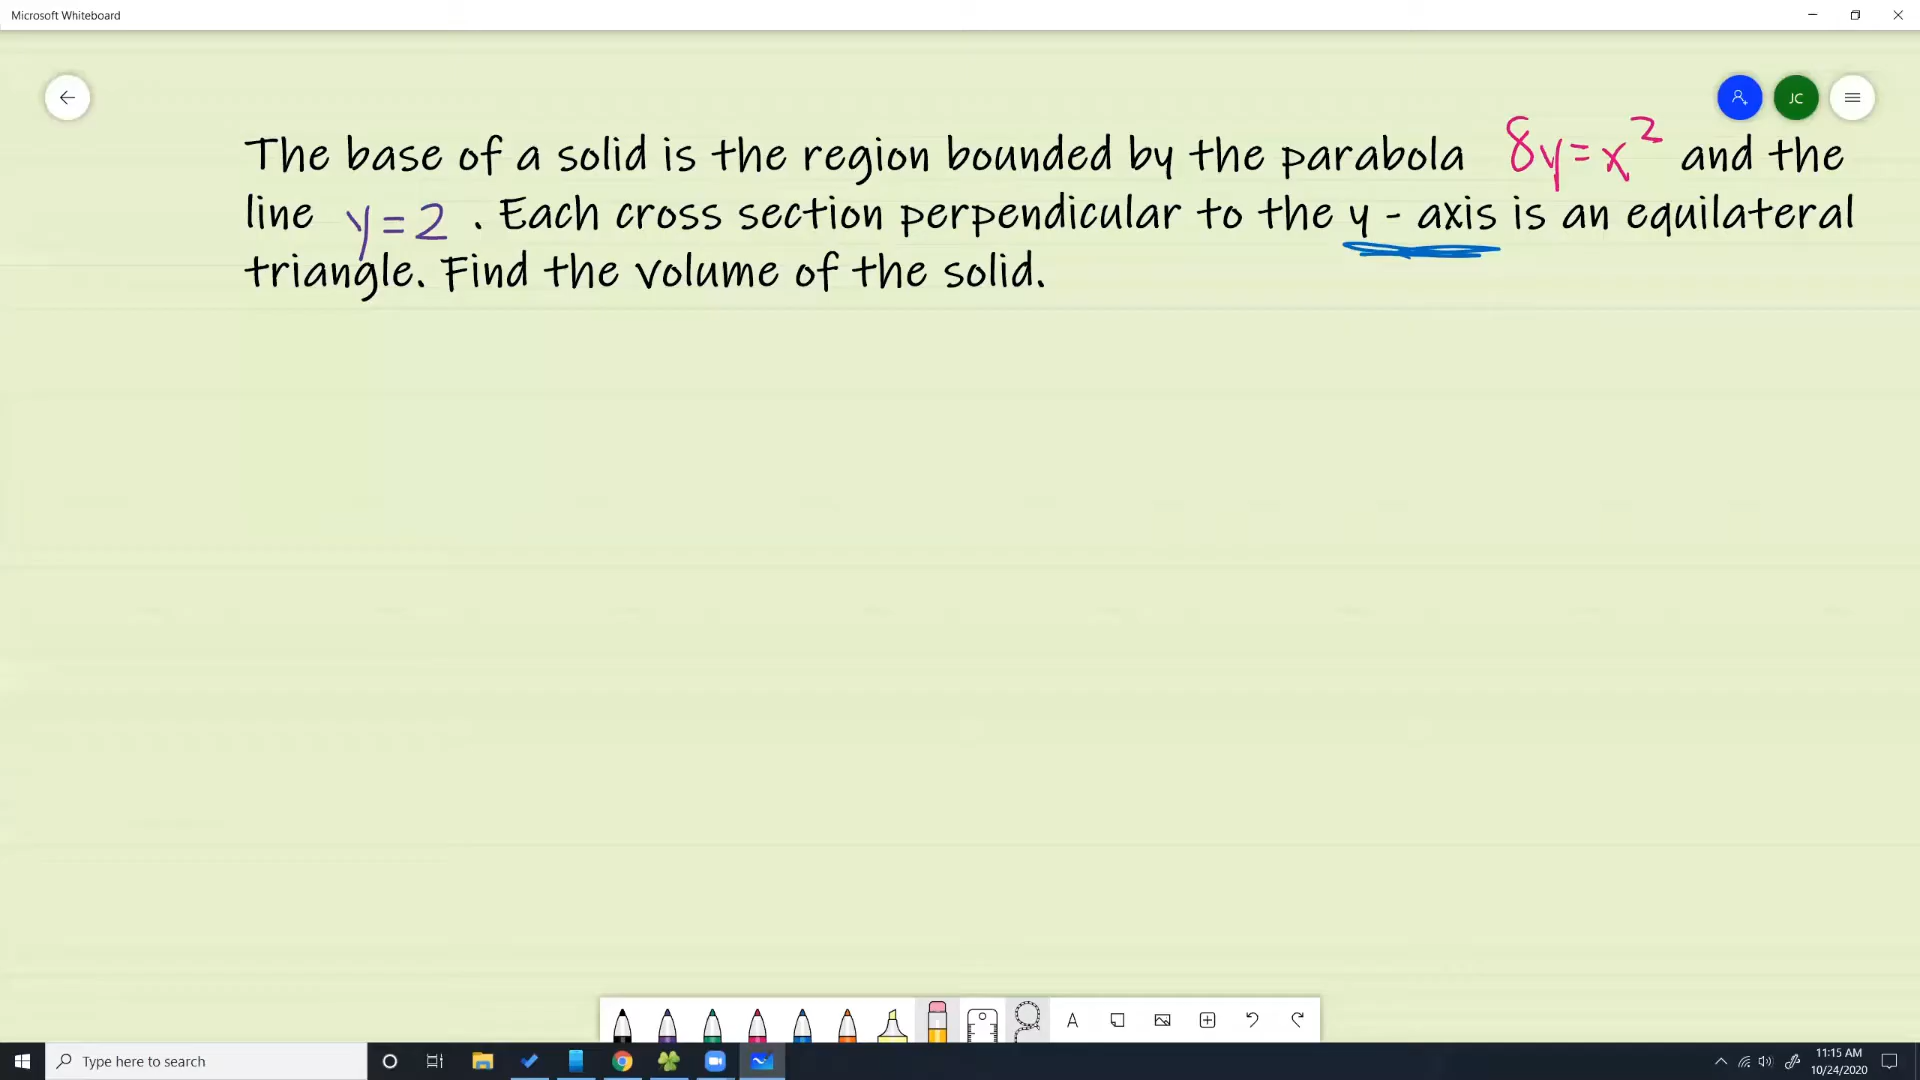 Microsoft Whiteboard
JC
The base of a solid is the region bounded by the parabola 8y=x² and the
line y=2 . Each cross section perpendicular to the y - axis is an equilateral
triangle. Find the volume of the solid.
A
Type here to search
11:15 AM
10/24/2020